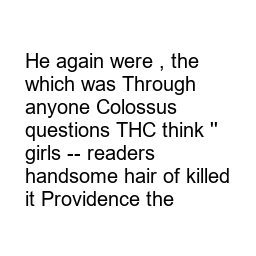 He again were , the
which was Through
anyone Colossus
questions THC think "
girls -- readers
handsome hair of killed
it Providence the